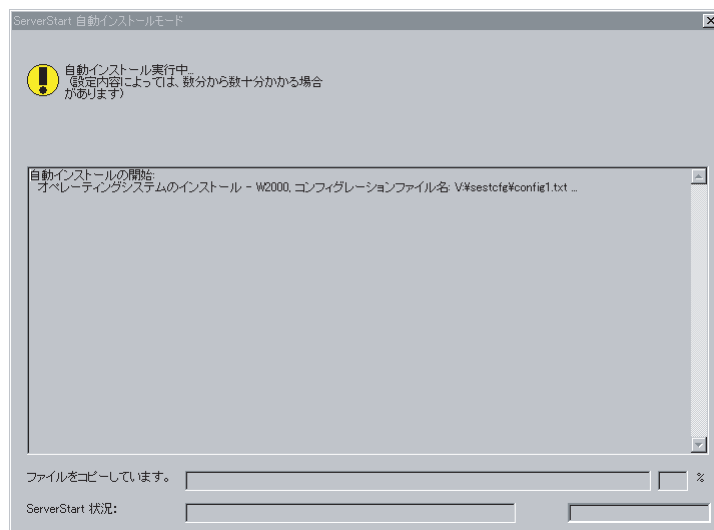 ServerStart 自動インストールモード
自動インストール実行中...
(設定内容によっては、数分から数十分かかる場合
があります)
自動インストールの開始:
オペレーティングシステムのインストール - W2000, コンフィグレーションファイル名: V:¥sestcfg¥config1.txt ...
ファイルをコピーしています。
%
ServerStart 状況: